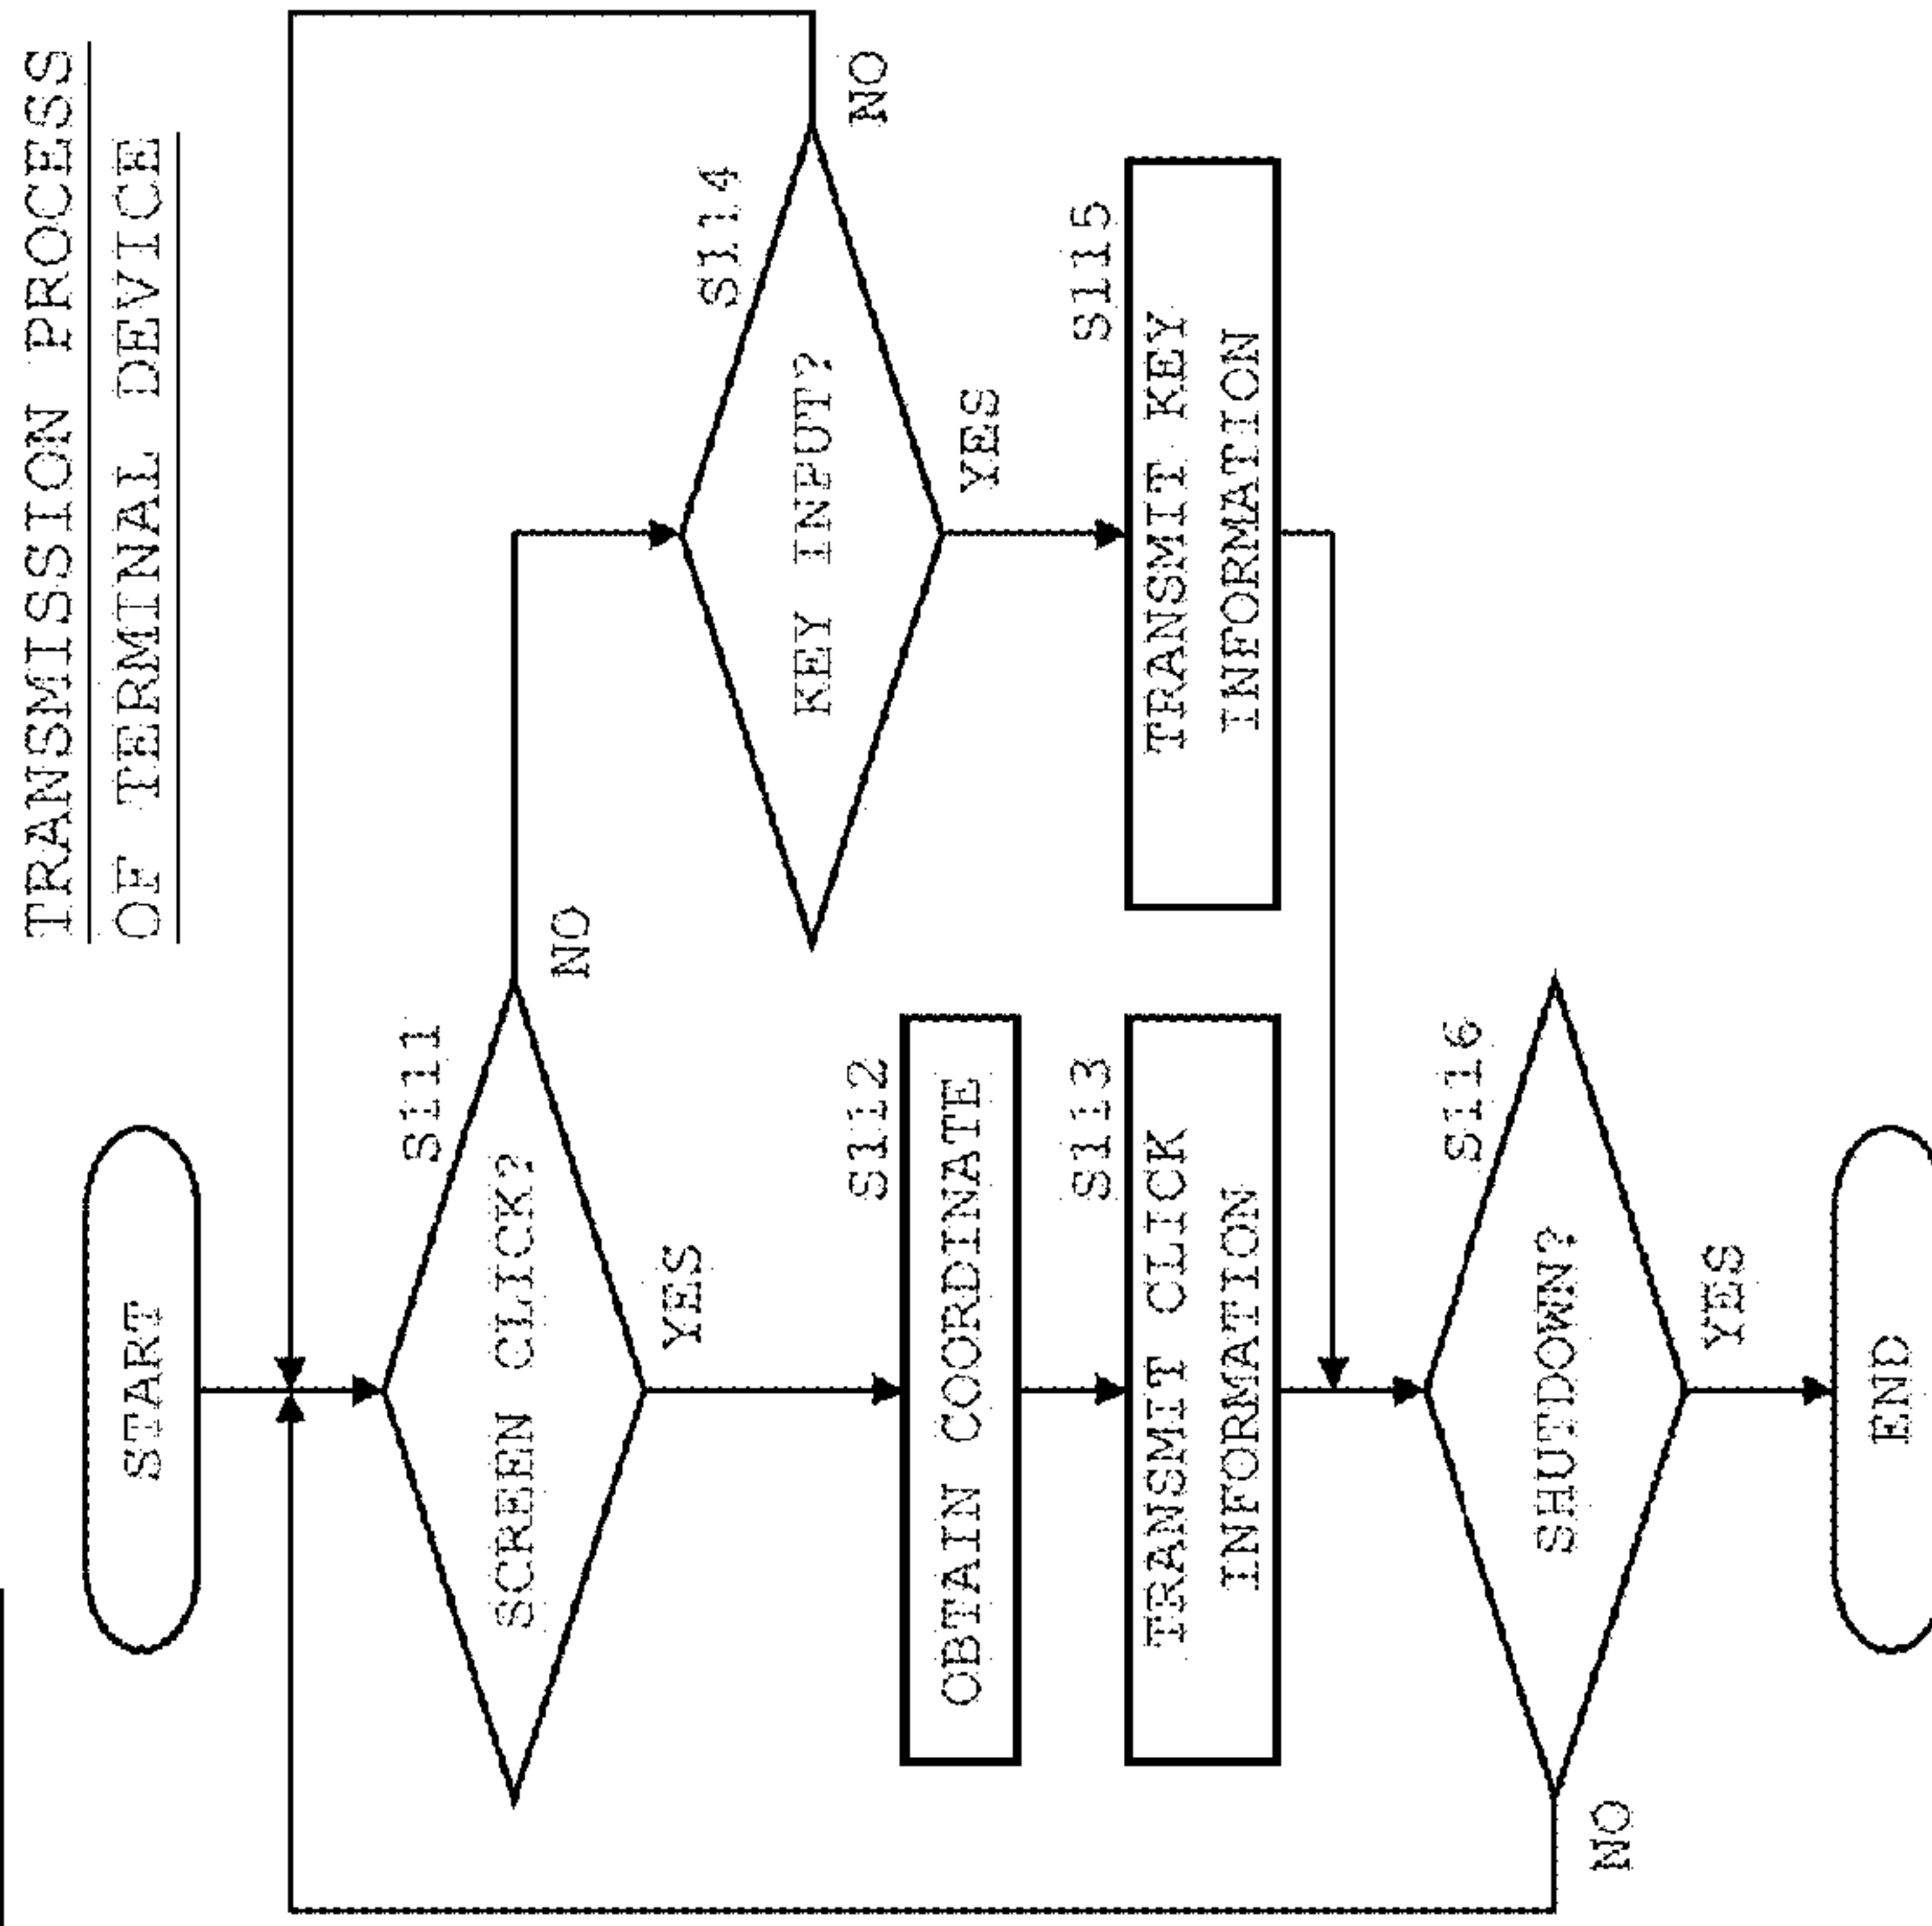 TRANSMISSION PROCESS
OF TERMINAL DEVICE
START
S111
SCREEN CLICK?
NO
YES
S114
KEY INPUT?
NO
YES
S112
OBTAIN COORDINATE
S113
TRANSMIT CLICK
INFORMATION
S115
TRANSMIT KEY
INFORMATION
S116
SHUTDOWN?
NO
YES
END